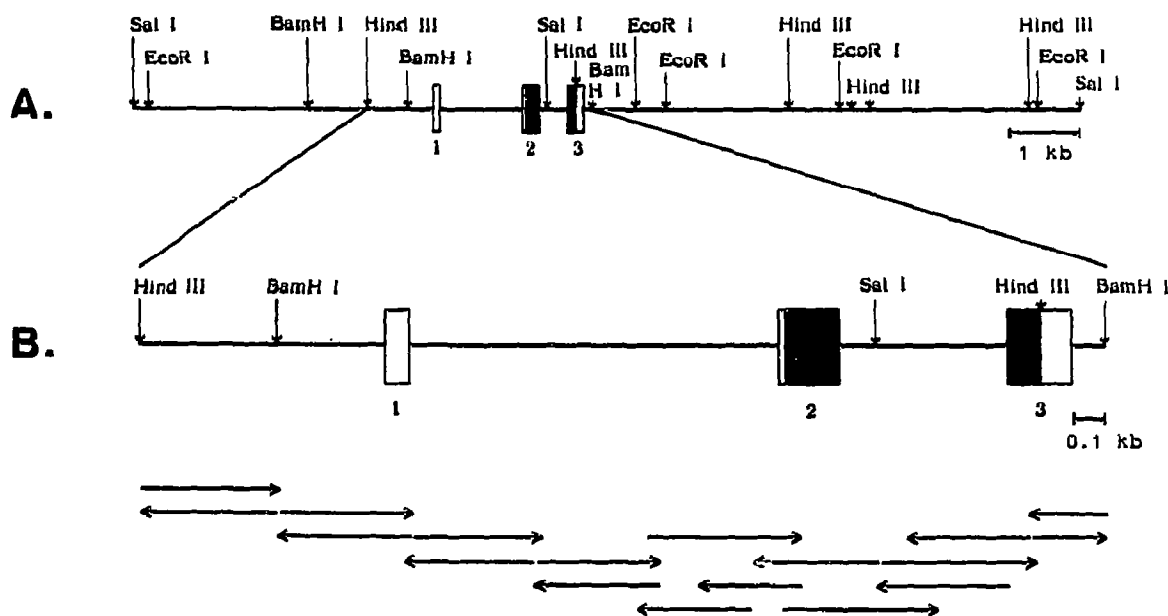 Sal I
EcoR I
BamH I
Hind III
BamH I
Sal I
Hind III
Bam
H I
EcoR I
EcoR I
Hind III
EcoR I
Hind III
Hind III
EcoR I
Sal I
A.
1
2
3
1 kb
Hind III
BamH I
Sal I
Hind III
BamH I
B.
1
2
3
0.1 kb